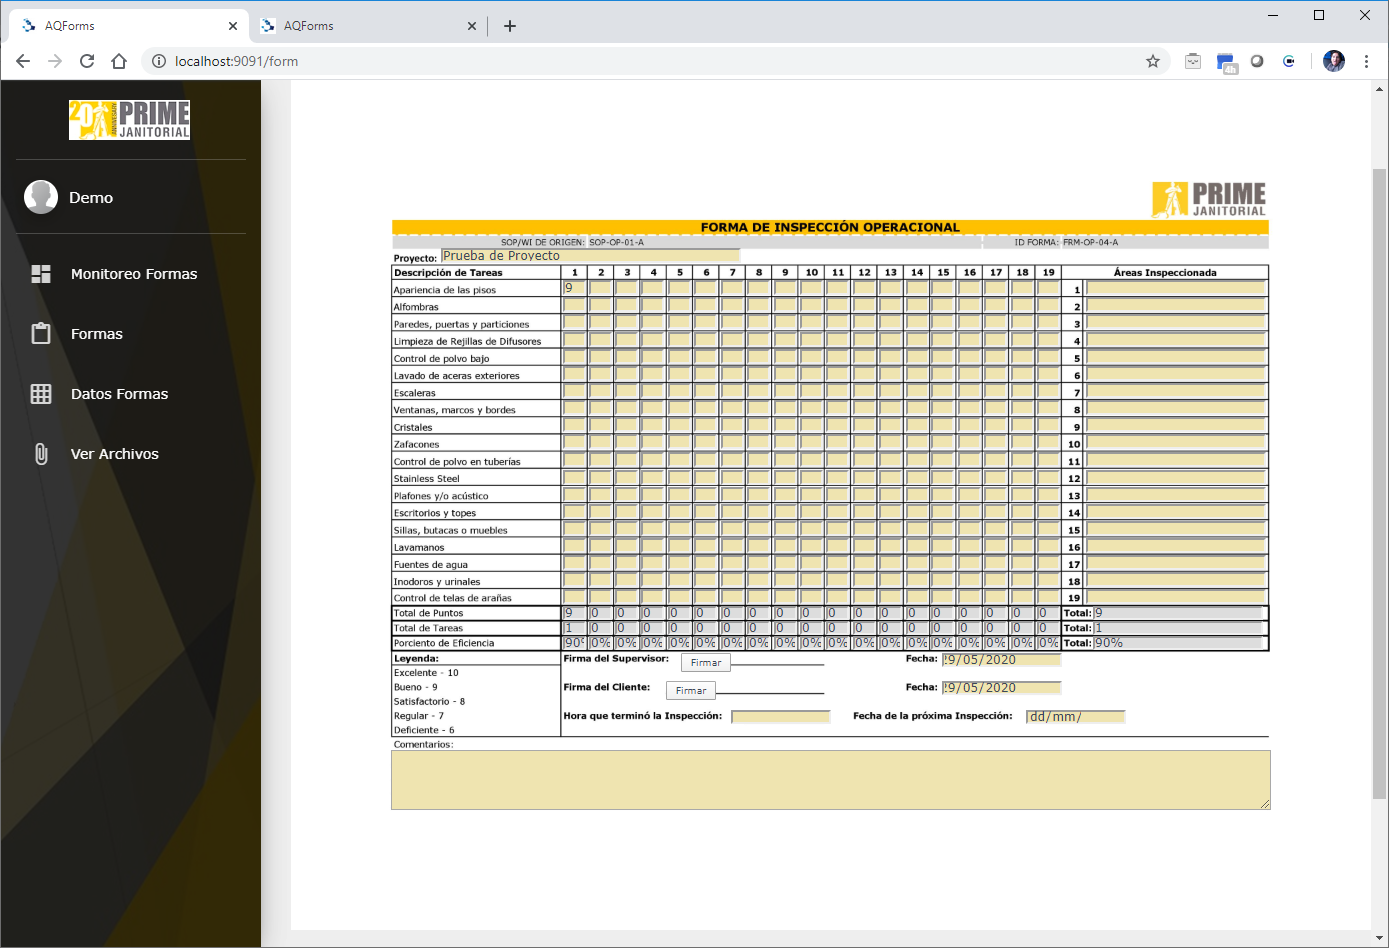 AQForms
AQForms
localhost:9091/form
4h
20 ANIVERSARY PRIME JANITORIAL
Demo
Monitoreo Formas
Formas
Datos Formas
Ver Archivos
PRIME
JANITORIAL
FORMA DE INSPECCIÓN OPERACIONAL
SOP/WI DE ORIGEN: SOP-OP-01-A ID FORMA: FRM-OP-04-A
Proyecto: Prueba de Proyecto
Descripción de Tareas 1 2 3 4 5 6 7 8 9 10 11 12 13 14 15 16 17 18 19 Áreas Inspeccionada
Apariencia de las pisos 9 1
Alfombras 2
Paredes, puertas y particiones 3
Limpieza de Rejillas de Difusores 4
Control de polvo bajo 5
Lavado de aceras exteriores 6
Escaleras 7
Ventanas, marcos y bordes 8
Cristales 9
Zafacones 10
Control de polvo en tuberías 11
Stainless Steel 12
Plafones y/o acústico 13
Escritorios y topes 14
Sillas, butacas o muebles 15
Lavamanos 16
Fuentes de agua 17
Inodoros y urinales 18
Control de telas de arañas 19
Total de Puntos 9 0 0 0 0 0 0 0 0 0 0 0 0 0 0 0 0 0 0 Total: 9
Total de Tareas 1 0 0 0 0 0 0 0 0 0 0 0 0 0 0 0 0 0 0 Total: 1
Porciento de Eficiencia 90% 0% 0% 0% 0% 0% 0% 0% 0% 0% 0% 0% 0% 0% 0% 0% 0% 0% 0% Total: 90%
Leyenda: Firma del Supervisor: Firmar Fecha: 29/05/2020
Excelente - 10
Bueno - 9 Firma del Cliente: Firmar Fecha: 29/05/2020
Satisfactorio - 8
Regular - 7 Hora que terminó la Inspección: Fecha de la próxima Inspección: dd/mm/
Deficiente - 6
Comentarios: